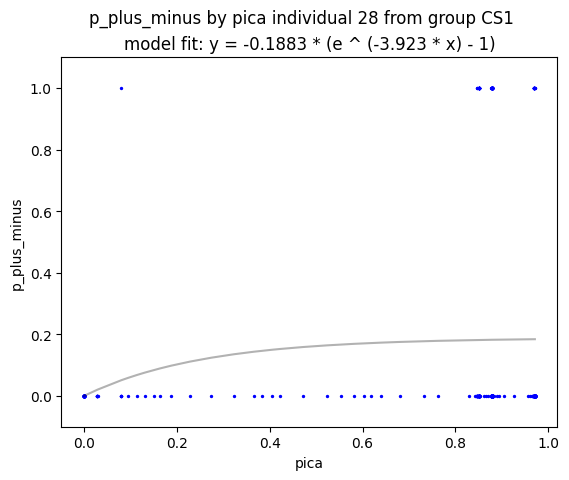 p_plus_minus by pica individual 28 from group CS1
model fit: y = -0.1883 * (e ^ (-3.923 * x) - 1)
1.0
0.8
0.6
0.4
0.2
0.0
p_plus_minus
0.0 0.2 0.4 0.6 0.8 1.0
pica